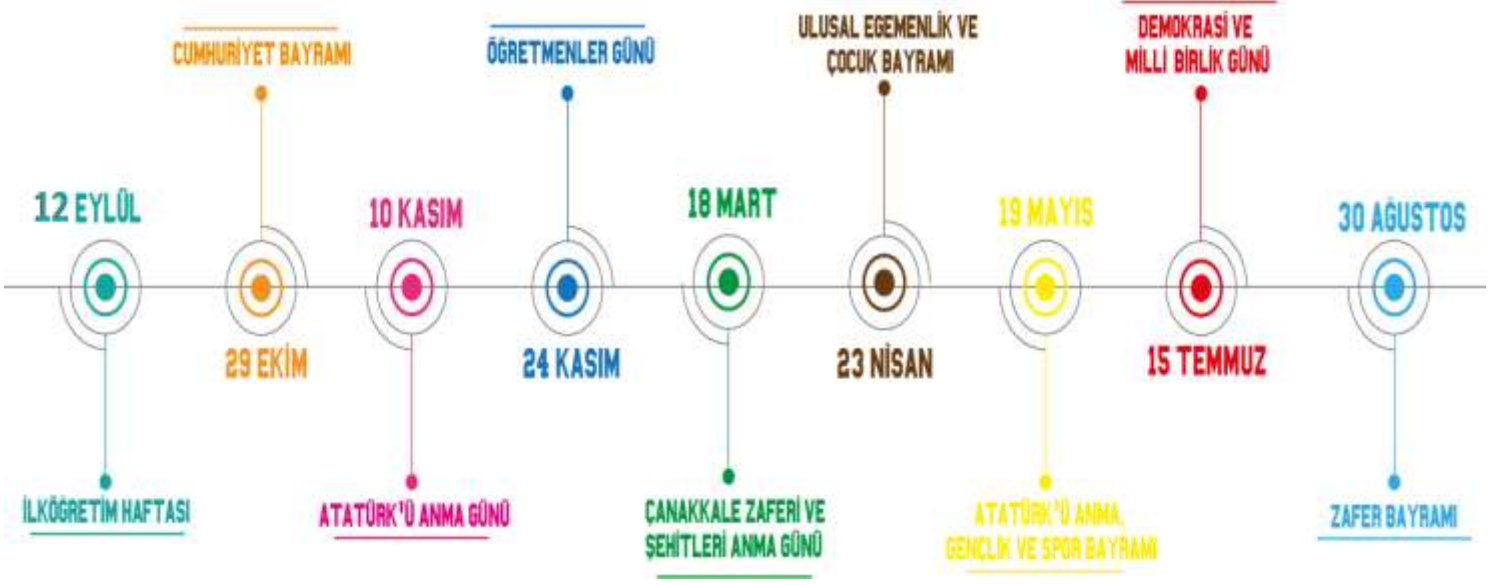 12 EYLÜL
İLKÖĞRETİM HAFTASI
CUMHURİYET BAYRAMI
29 EKİM
10 KASIM
ATATÜRK'Ü ANMA GÜNÜ
ÖĞRETMENLER GÜNÜ
24 KASIM
18 MART
ÇANAKKALE ZAFERİ VE
ŞEHİTLERİ ANMA GÜNÜ
ULUSAL EGEMENLİK VE
ÇOCUK BAYRAMI
23 NİSAN
19 MAYIS
ATATÜRK'Ü ANMA,
GENÇLİK VE SPOR BAYRAMI
DEMOKRASİ VE
MİLLİ BİRLİK GÜNÜ
15 TEMMUZ
30 AĞUSTOS
ZAFER BAYRAMI